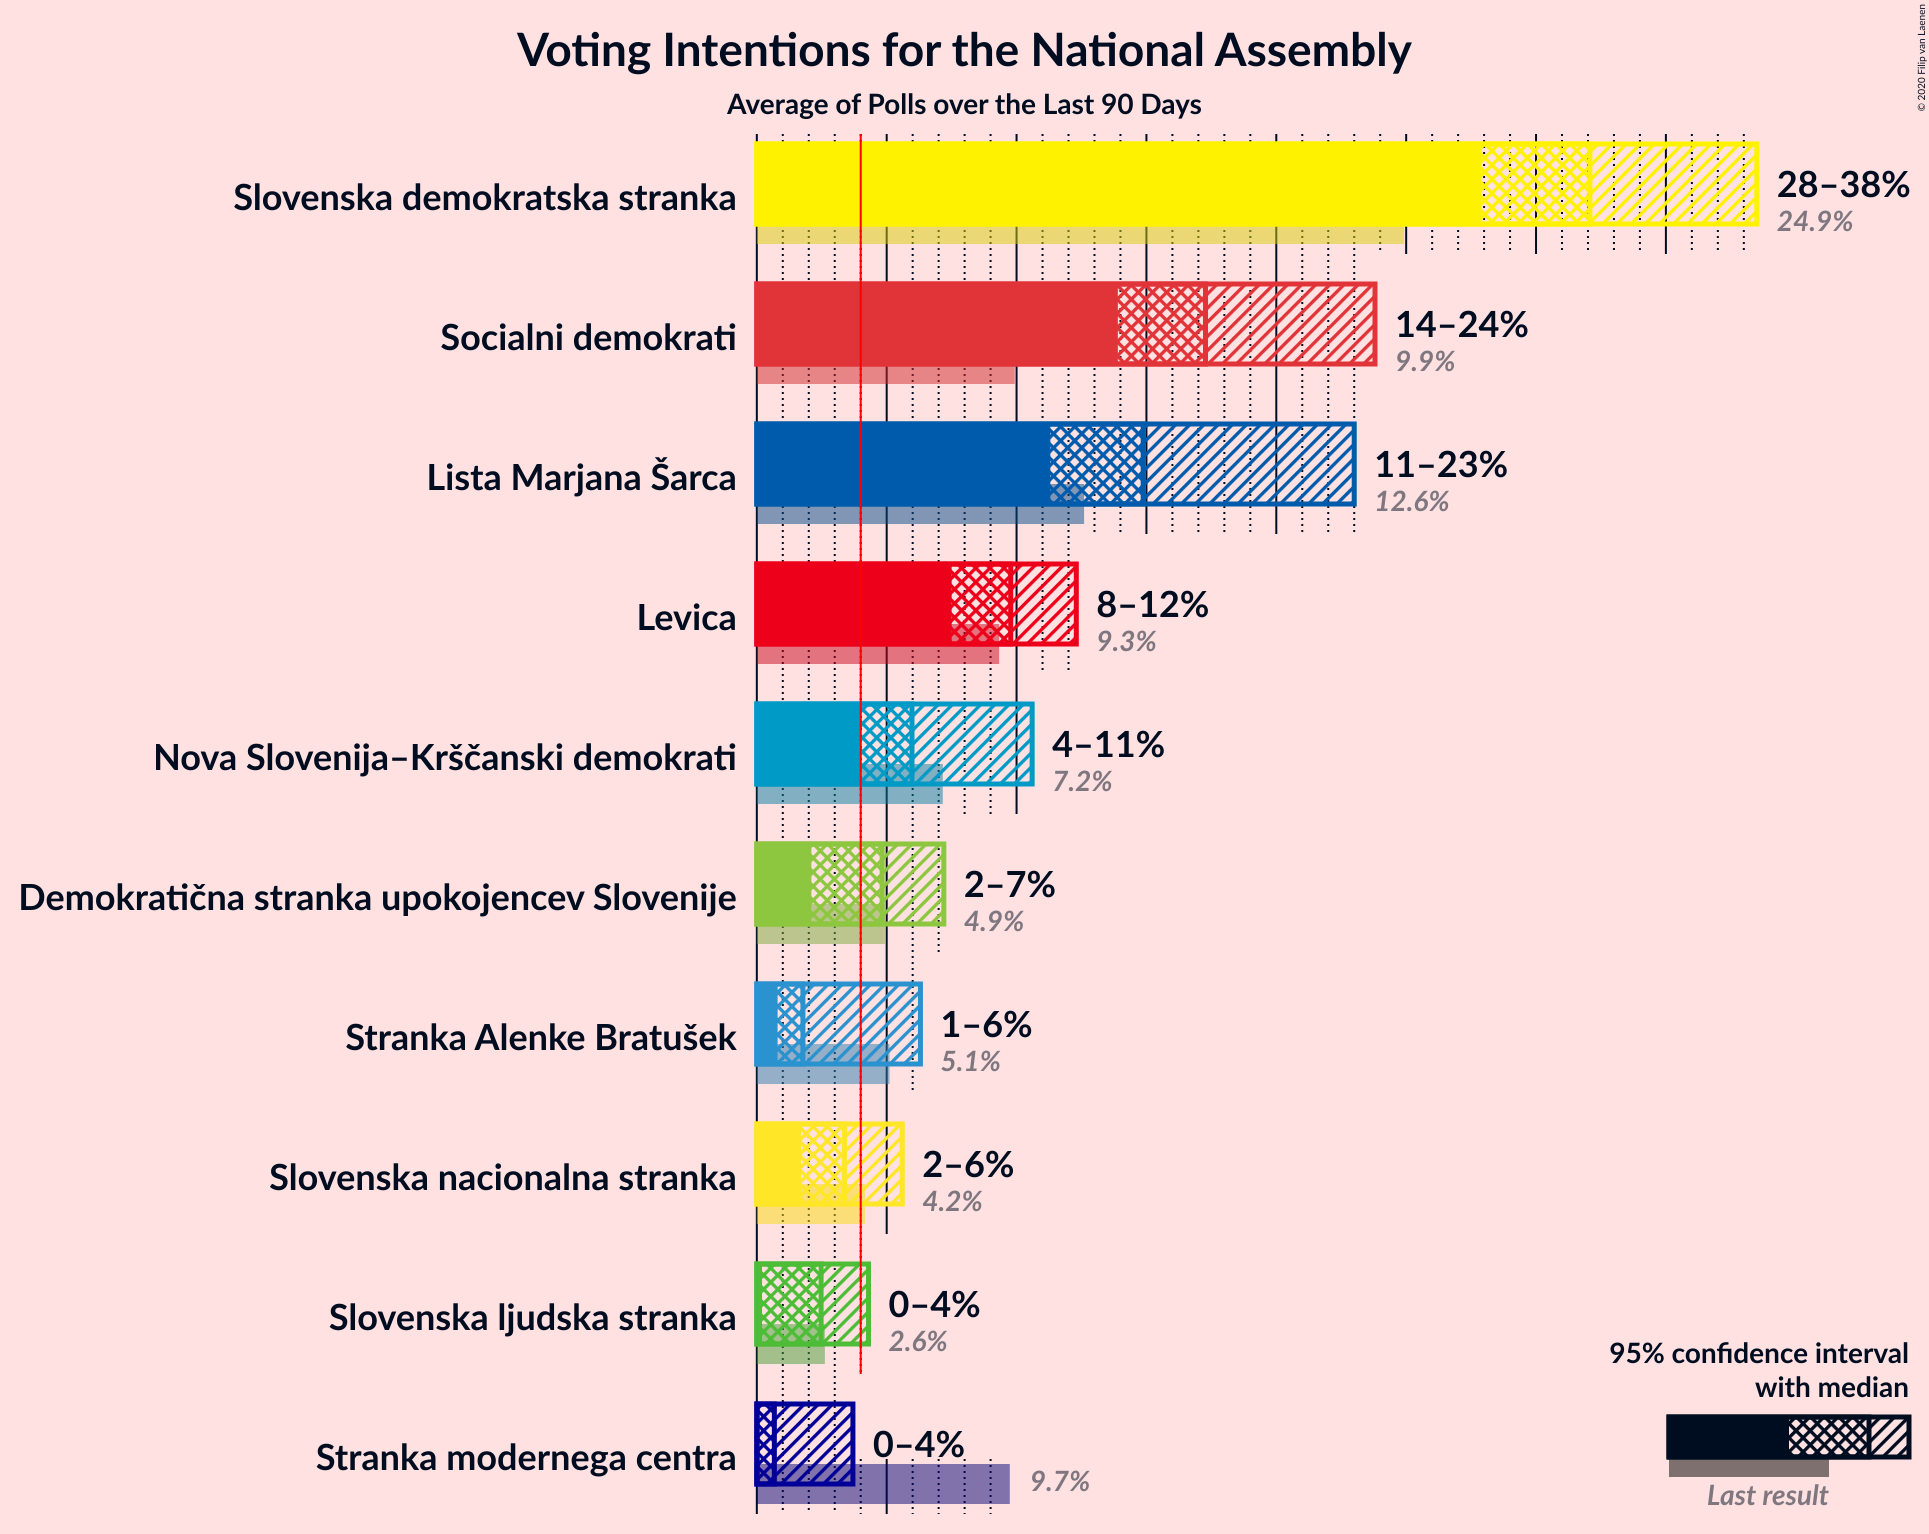 Voting Intentions for the National Assembly
Average of Polls over the Last 90 Days
© 2020 Filip van Laenen
Slovenska demokratska stranka
28–38%
24.9%
Socialni demokrati
14–24%
9.9%
Lista Marjana Šarca
11–23%
12.6%
Levica
8–12%
9.3%
Nova Slovenija–Krščanski demokrati
4–11%
7.2%
Demokratična stranka upokojencev Slovenije
2–7%
4.9%
Stranka Alenke Bratušek
1–6%
5.1%
Slovenska nacionalna stranka
2–6%
4.2%
Slovenska ljudska stranka
0–4%
2.6%
Stranka modernega centra
0–4%
9.7%
95% confidence interval
with median
Last result